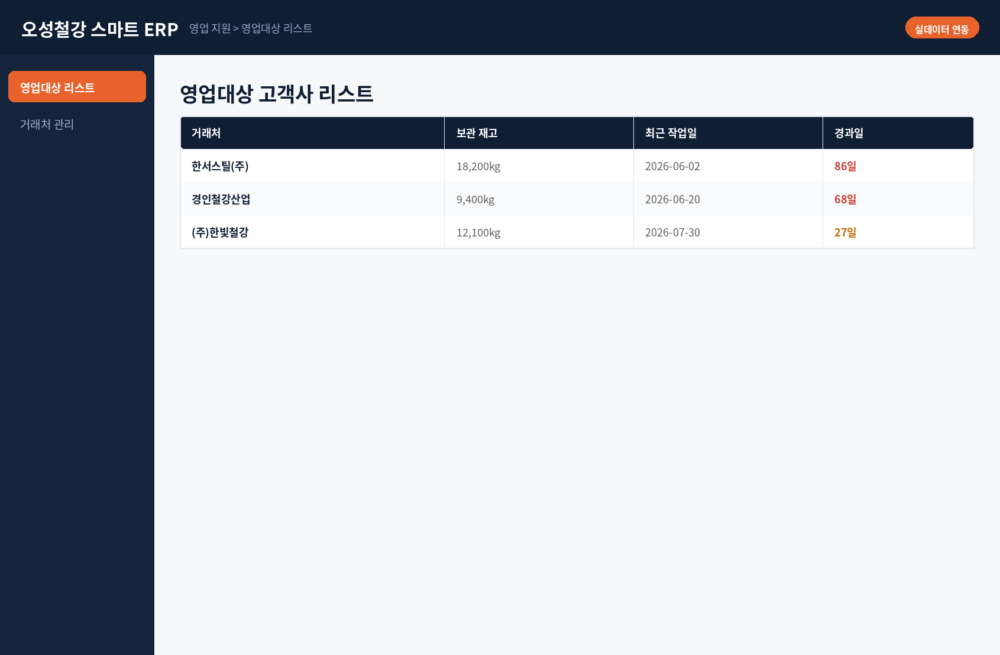 오성철강 스마트 ERP 영업 지원 > 영업대상 리스트 실데이터 연동
영업대상 리스트
거래처 관리
영업대상 고객사 리스트
거래처 보관 재고 최근 작업일 경과일
한서스틸(주) 18,200kg 2026-06-02 86일
경인철강산업 9,400kg 2026-06-20 68일
(주)한빛철강 12,100kg 2026-07-30 27일